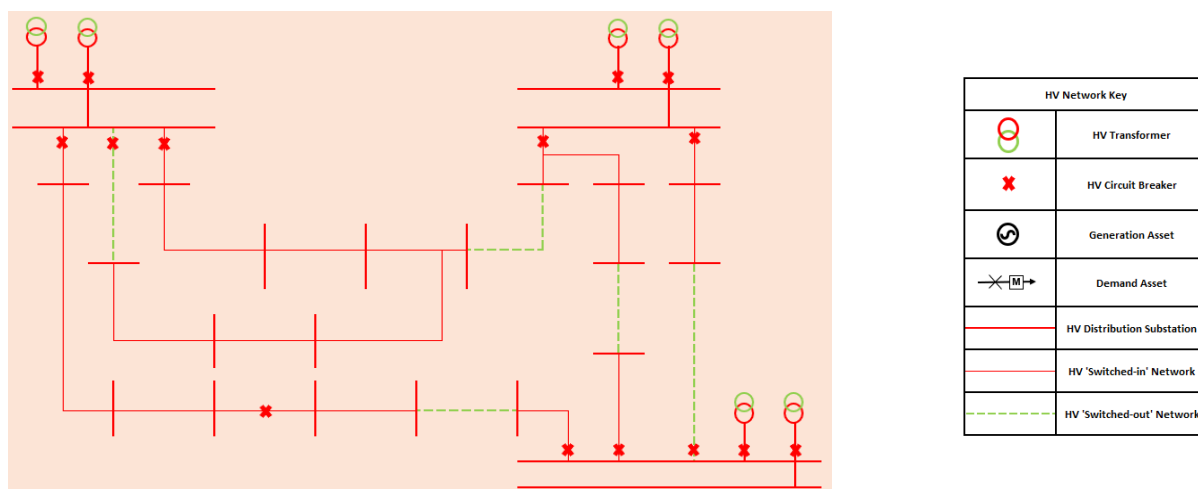 HV Network Key
HV Transformer
HV Circuit Breaker
Generation Asset
M
Demand Asset
HV Distribution Substation
HV 'Switched-in' Network
HV 'Switched-out' Network